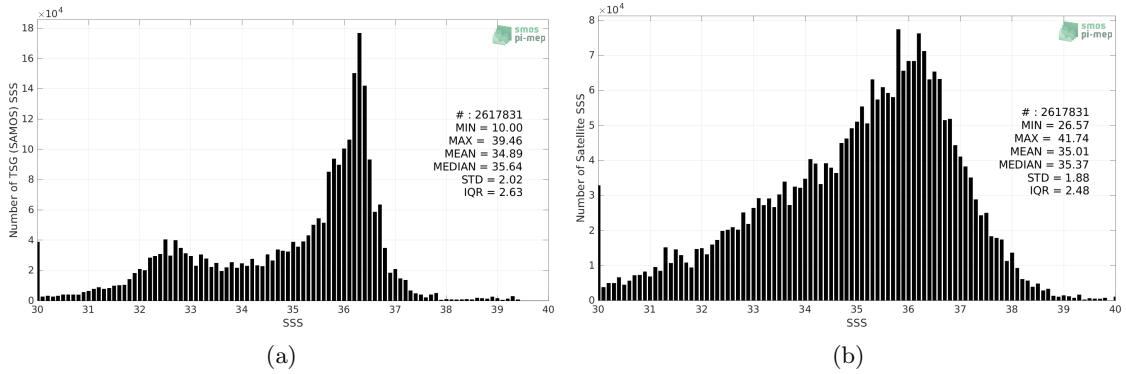 ×10⁴
18
16
14
12
10
8
6
4
2
0
30 31 32 33 34 35 36 37 38 39 40
SSS
Number of TSG (SAMOS) SSS
smos
pi-mep
# : 2617831
MIN = 10.00
MAX = 39.46
MEAN = 34.89
MEDIAN = 35.64
STD = 2.02
IQR = 2.63
(a)
×10⁴
8
7
6
5
4
3
2
1
0
30 31 32 33 34 35 36 37 38 39 40
SSS
Number of Satellite SSS
smos
pi-mep
# : 2617831
MIN = 26.57
MAX = 41.74
MEAN = 35.01
MEDIAN = 35.37
STD = 1.88
IQR = 2.48
(b)